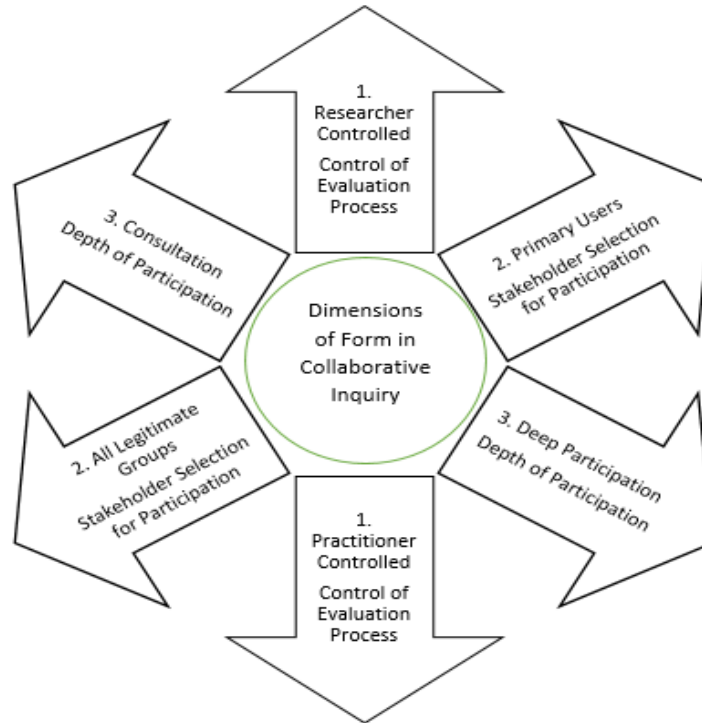 1.
Researcher
Controlled
Control of
Evaluation
Process
2. Primary Users
Stakeholder Selection
for Participation
3. Deep Participation
Depth of Participation
1.
Practitioner
Controlled
Control of
Evaluation
Process
2. All Legitimate
Groups
Stakeholder Selection
for Participation
3. Consultation
Depth of Participation
Dimensions
of Form in
Collaborative
Inquiry